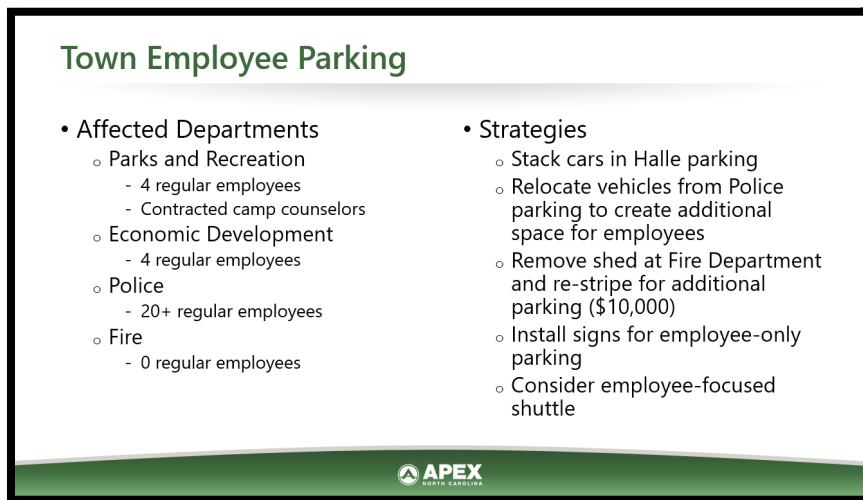 Town Employee Parking
• Affected Departments
o Parks and Recreation
- 4 regular employees
- Contracted camp counselors
o Economic Development
- 4 regular employees
o Police
- 20+ regular employees
o Fire
- 0 regular employees
• Strategies
o Stack cars in Halle parking
o Relocate vehicles from Police
parking to create additional
space for employees
o Remove shed at Fire Department
and re-stripe for additional
parking ($10,000)
o Install signs for employee-only
parking
o Consider employee-focused
shuttle
APEX
NORTH CAROLINA